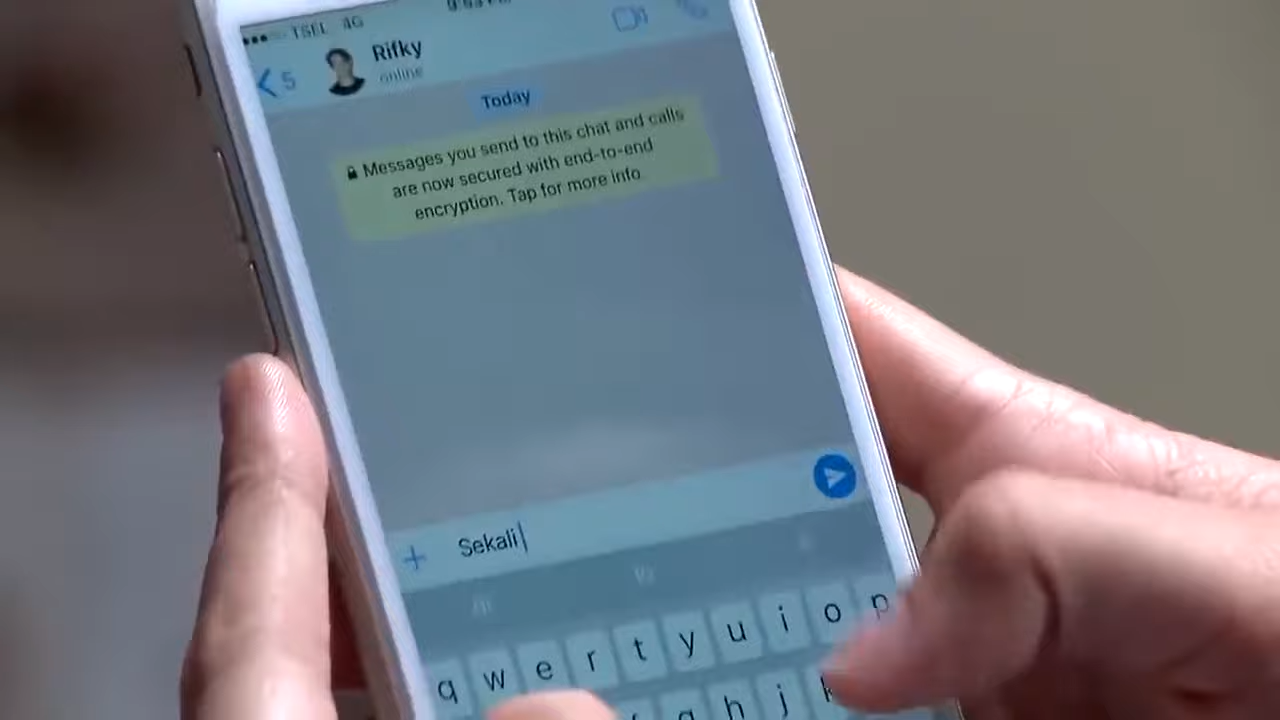 TSEL 4G
5
Rifky
online
Today
Messages you send to this chat and calls
are now secured with end-to-end
encryption. Tap for more info.
Sekali
q w e r t y u i o p
g h j k